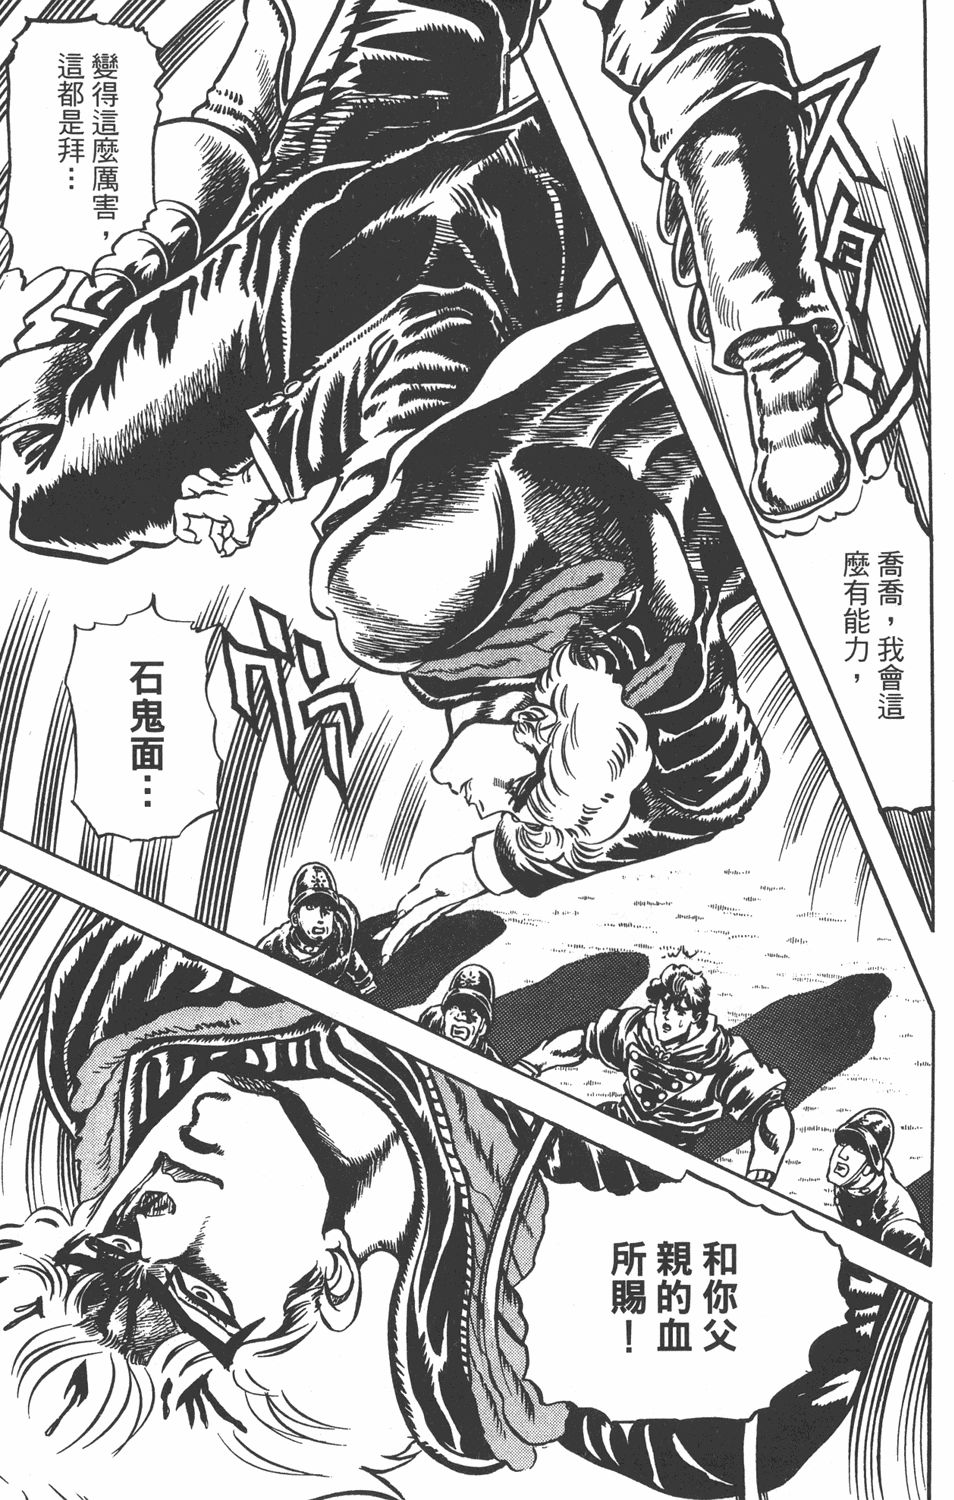 喬喬，我會這
麼有能力，
變得這麼厲害，
這都是拜…
石鬼面…
和你父
親的血
所賜！